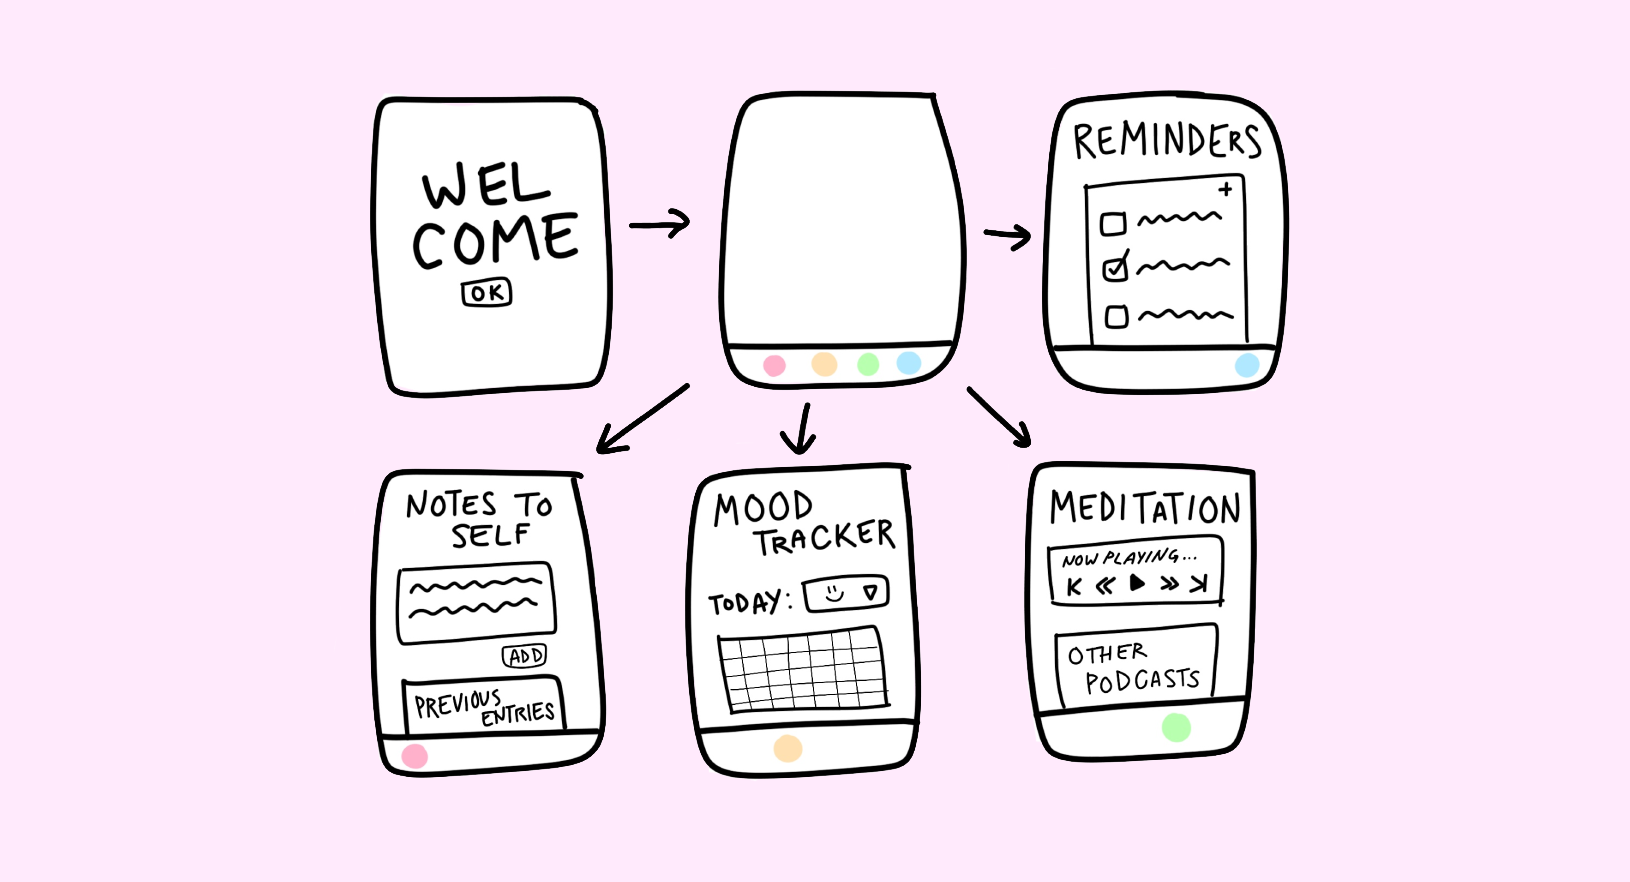 WEL
COME
OK
REMINDERS
+
NOTES TO
SELF
ADD
PREVIOUS
ENTRIES
MOOD
TRACKER
TODAY:
MEDITATION
NOW PLAYING...
OTHER
PODCASTS